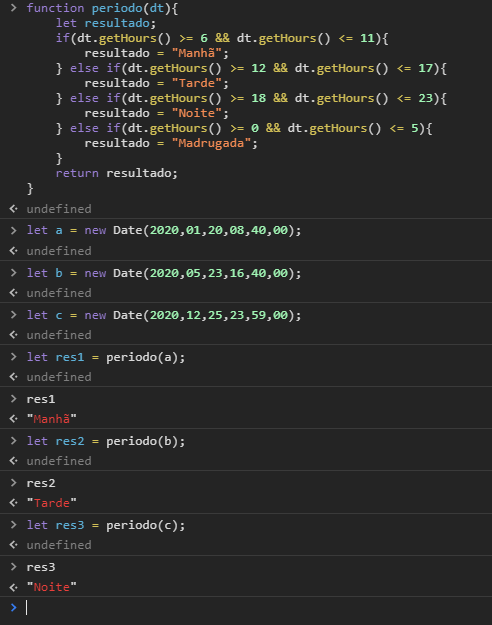 function periodo(dt){
    let resultado;
    if(dt.getHours() >= 6 && dt.getHours() <= 11){
        resultado = "Manhã";
    } else if(dt.getHours() >= 12 && dt.getHours() <= 17){
        resultado = "Tarde";
    } else if(dt.getHours() >= 18 && dt.getHours() <= 23){
        resultado = "Noite";
    } else if(dt.getHours() >= 0 && dt.getHours() <= 5){
        resultado = "Madrugada";
    }
    return resultado;
}
undefined
let a = new Date(2020,01,20,08,40,00);
undefined
let b = new Date(2020,05,23,16,40,00);
undefined
let c = new Date(2020,12,25,23,59,00);
undefined
let res1 = periodo(a);
undefined
res1
"Manhã"
let res2 = periodo(b);
undefined
res2
"Tarde"
let res3 = periodo(c);
undefined
res3
"Noite"